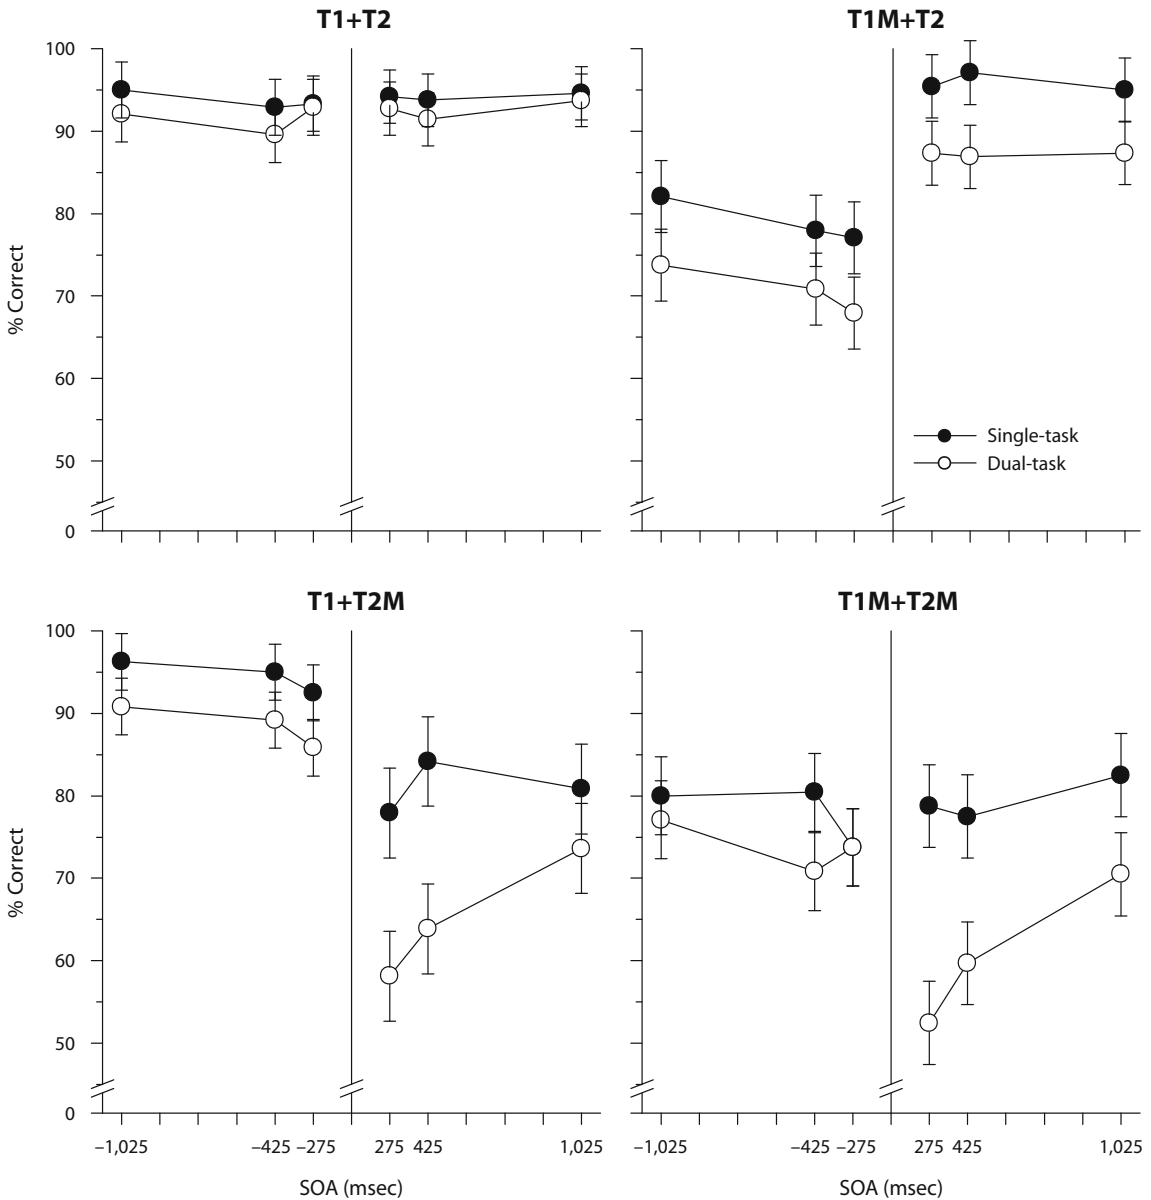 T1+T2
T1M+T2
100
90
80
70
60
50
0
% Correct
Single-task
Dual-task
T1+T2M
T1M+T2M
100
90
80
70
60
50
0
% Correct
–1,025 –425 –275 275 425 1,025
–1,025 –425 –275 275 425 1,025
SOA (msec)
SOA (msec)